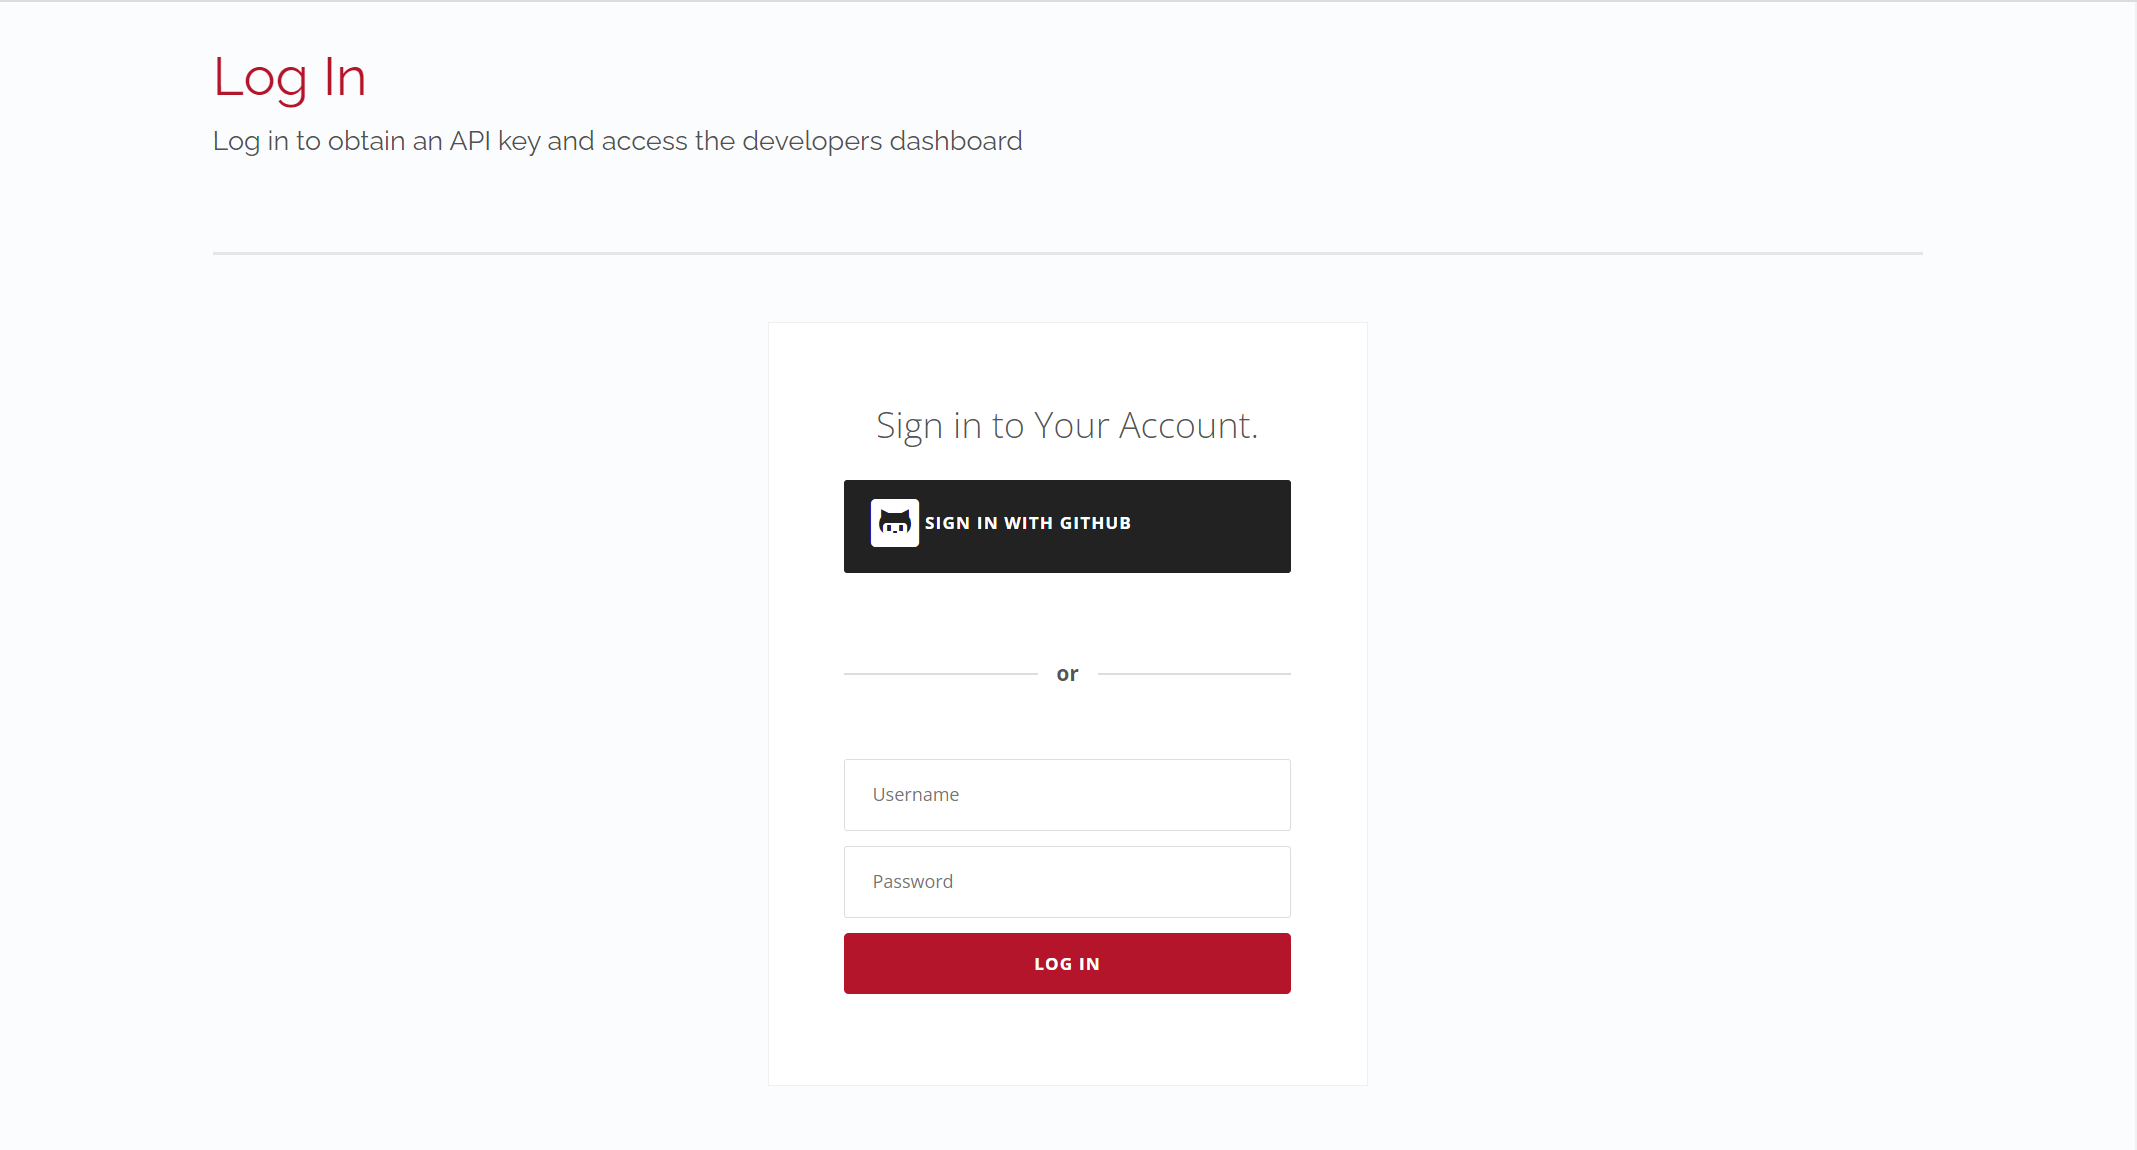 Log In
Log in to obtain an API key and access the developers dashboard
Sign in to Your Account.
SIGN IN WITH GITHUB
or
Username
Password
LOG IN